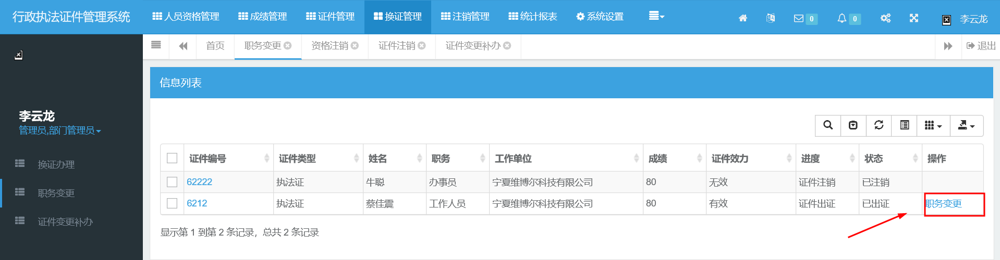 行政执法证件管理系统 人员资格管理 成绩管理 证件管理 换证管理 注销管理 统计报表 系统设置 0 0 李云龙
首页 职务变更 资格注销 证件注销 证件变更补办 退出
李云龙
管理员,部门管理员
换证办理
职务变更
证件变更补办
信息列表
证件编号 证件类型 姓名 职务 工作单位 成绩 证件效力 进度 状态 操作
62222 执法证 牛聪 办事员 宁夏维博尔科技有限公司 80 无效 证件注销 已注销
6212 执法证 蔡佳震 工作人员 宁夏维博尔科技有限公司 80 有效 证件出证 已出证 职务变更
显示第 1 到第 2 条记录，总共 2 条记录